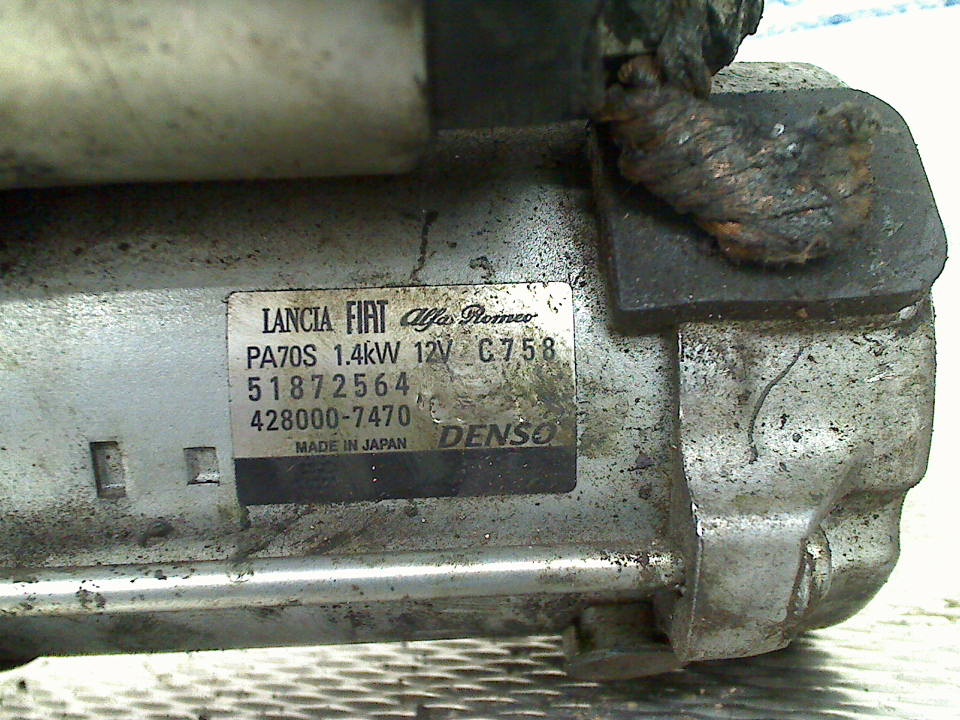 LANCIA FIAT Alfa Romeo
PA70S 1.4kW 12V C758
51872564
428000-7470
MADE IN JAPAN DENSO